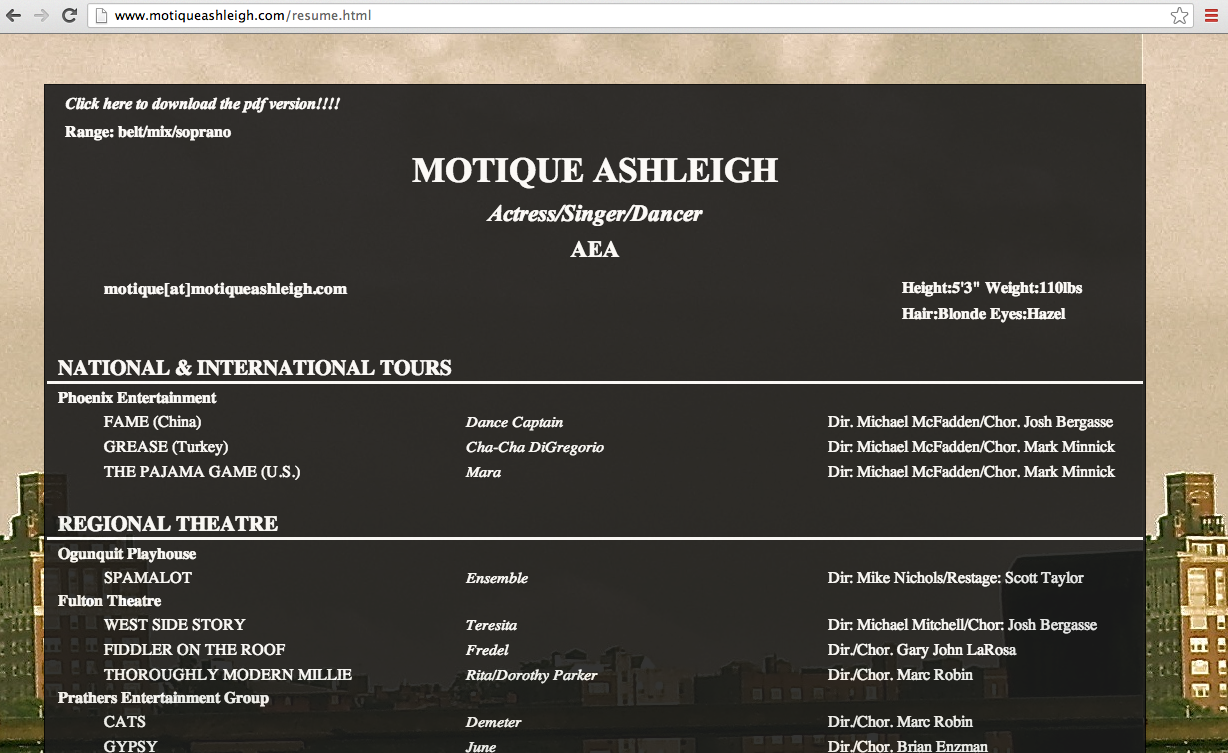 www.motiqueashleigh.com/resume.html
Click here to download the pdf version!!!!
Range: belt/mix/soprano
MOTIQUE ASHLEIGH
Actress/Singer/Dancer
AEA
motique[at]motiqueashleigh.com
Height:5'3" Weight:110lbs
Hair:Blonde Eyes:Hazel
NATIONAL & INTERNATIONAL TOURS
Phoenix Entertainment
FAME (China) Dance Captain Dir. Michael McFadden/Chor. Josh Bergasse
GREASE (Turkey) Cha-Cha DiGregorio Dir: Michael McFadden/Chor. Mark Minnick
THE PAJAMA GAME (U.S.) Mara Dir: Michael McFadden/Chor. Mark Minnick
REGIONAL THEATRE
Ogunquit Playhouse
SPAMALOT Ensemble Dir: Mike Nichols/Restage: Scott Taylor
Fulton Theatre
WEST SIDE STORY Teresita Dir: Michael Mitchell/Chor: Josh Bergasse
FIDDLER ON THE ROOF Fredel Dir./Chor. Gary John LaRosa
THOROUGHLY MODERN MILLIE Rita/Dorothy Parker Dir./Chor. Marc Robin
Prathers Entertainment Group
CATS Demeter Dir./Chor. Marc Robin
GYPSY June Dir./Chor. Brian Enzman